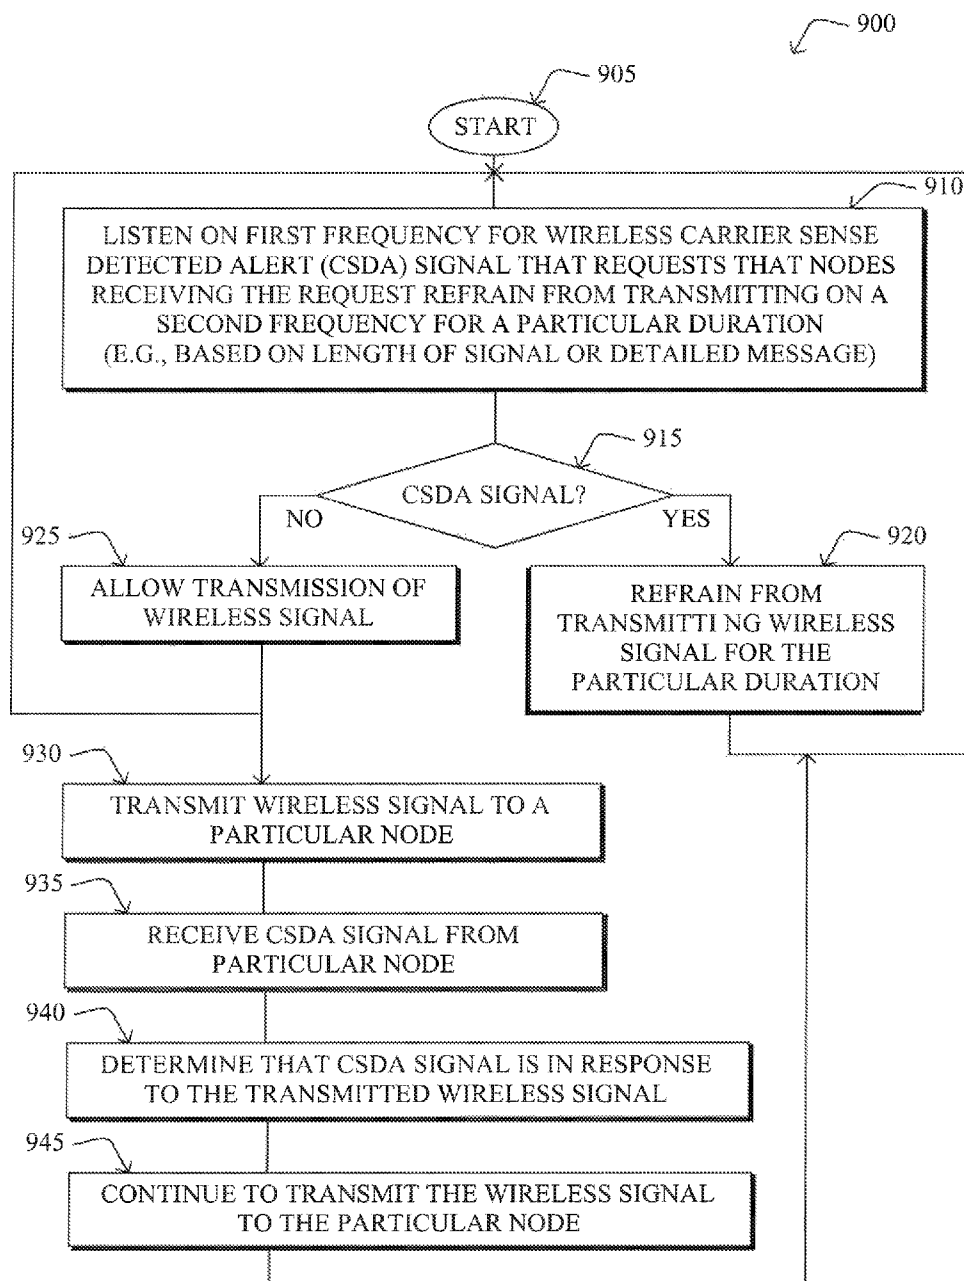 900
905
START
910
LISTEN ON FIRST FREQUENCY FOR WIRELESS CARRIER SENSE
DETECTED ALERT (CSDA) SIGNAL THAT REQUESTS THAT NODES
RECEIVING THE REQUEST REFRAIN FROM TRANSMITTING ON A
SECOND FREQUENCY FOR A PARTICULAR DURATION
(E.G., BASED ON LENGTH OF SIGNAL OR DETAILED MESSAGE)
915
CSDA SIGNAL?
NO
YES
925
ALLOW TRANSMISSION OF
WIRELESS SIGNAL
920
REFRAIN FROM
TRANSMITTI NG WIRELESS
SIGNAL FOR THE
PARTICULAR DURATION
930
TRANSMIT WIRELESS SIGNAL TO A
PARTICULAR NODE
935
RECEIVE CSDA SIGNAL FROM
PARTICULAR NODE
940
DETERMINE THAT CSDA SIGNAL IS IN RESPONSE
TO THE TRANSMITTED WIRELESS SIGNAL
945
CONTINUE TO TRANSMIT THE WIRELESS SIGNAL
TO THE PARTICULAR NODE